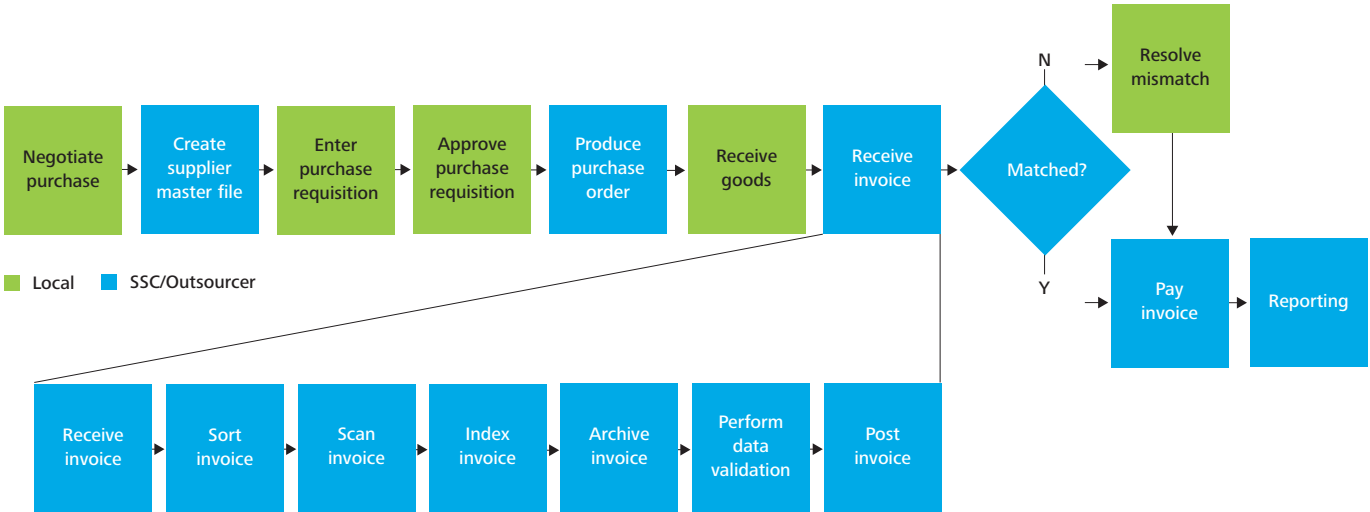 Negotiate
purchase
Create
supplier
master file
Enter
purchase
requisition
Approve
purchase
requisition
Produce
purchase
order
Receive
goods
Receive
invoice
Matched?
N
Resolve
mismatch
Y
Pay
invoice
Reporting
Local
SSC/Outsourcer
Receive
invoice
Sort
invoice
Scan
invoice
Index
invoice
Archive
invoice
Perform
data
validation
Post
invoice